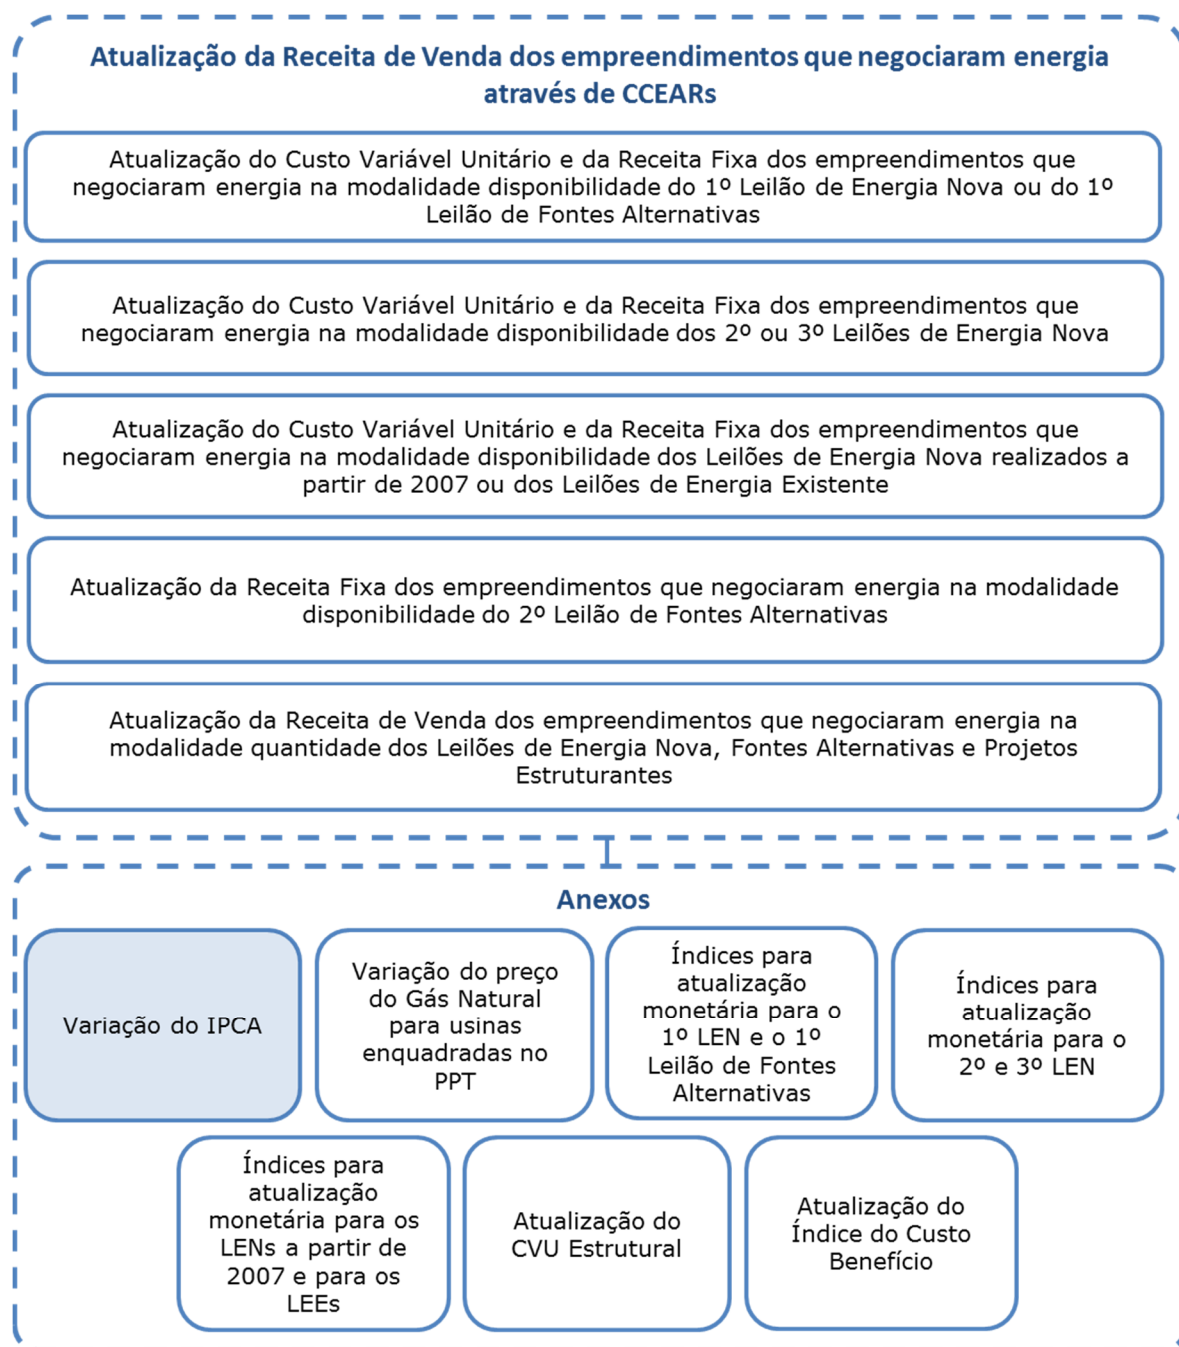 Atualização da Receita de Venda dos empreendimentos que negociaram energia
através de CCEARs
Atualização do Custo Variável Unitário e da Receita Fixa dos empreendimentos que
negociaram energia na modalidade disponibilidade do 1º Leilão de Energia Nova ou do 1º
Leilão de Fontes Alternativas
Atualização do Custo Variável Unitário e da Receita Fixa dos empreendimentos que
negociaram energia na modalidade disponibilidade dos 2º ou 3º Leilões de Energia Nova
Atualização do Custo Variável Unitário e da Receita Fixa dos empreendimentos que
negociaram energia na modalidade disponibilidade dos Leilões de Energia Nova realizados a
partir de 2007 ou dos Leilões de Energia Existente
Atualização da Receita Fixa dos empreendimentos que negociaram energia na modalidade
disponibilidade do 2º Leilão de Fontes Alternativas
Atualização da Receita de Venda dos empreendimentos que negociaram energia na
modalidade quantidade dos Leilões de Energia Nova, Fontes Alternativas e Projetos
Estruturantes
Anexos
Variação do IPCA
Variação do preço
do Gás Natural
para usinas
enquadradas no
PPT
Índices para
atualização
monetária para o
1º LEN e o 1º
Leilão de Fontes
Alternativas
Índices para
atualização
monetária para o
2º e 3º LEN
Índices para
atualização
monetária para os
LENs a partir de
2007 e para os
LEEs
Atualização do
CVU Estrutural
Atualização do
Índice do Custo
Benefício